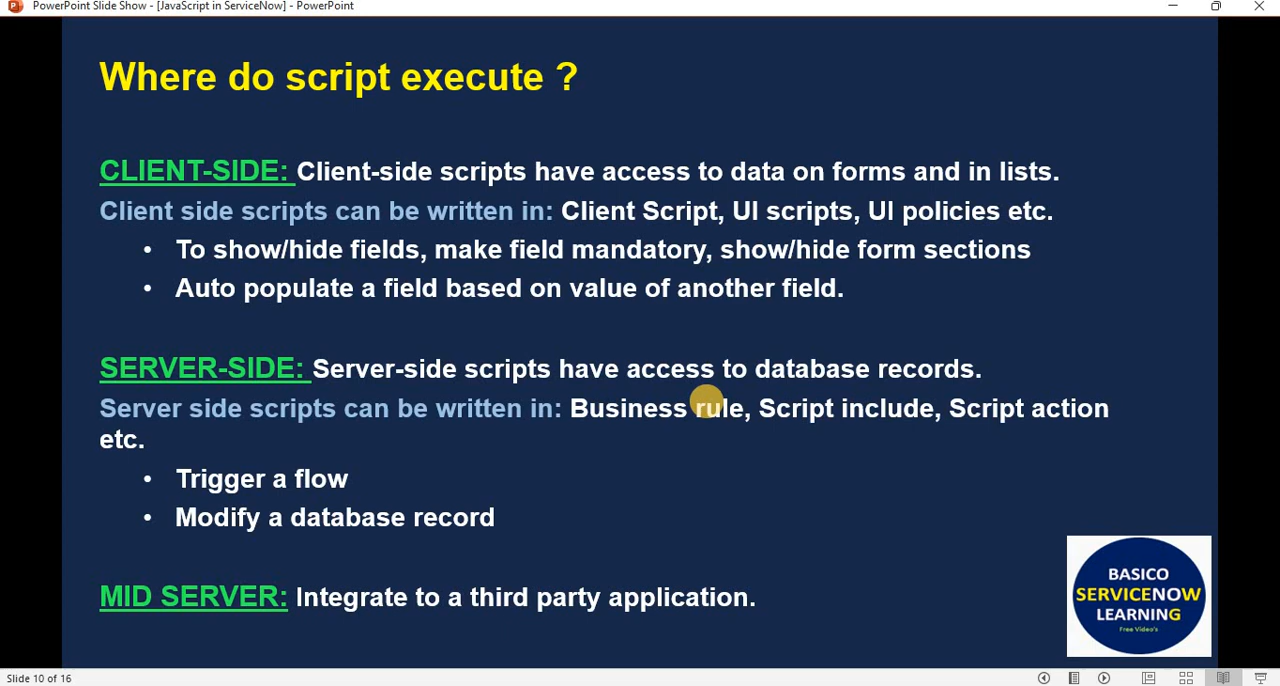 PowerPoint Slide Show - [JavaScript in ServiceNow] - PowerPoint
Where do script execute ?
CLIENT-SIDE: Client-side scripts have access to data on forms and in lists.
Client side scripts can be written in: Client Script, UI scripts, UI policies etc.
• To show/hide fields, make field mandatory, show/hide form sections
• Auto populate a field based on value of another field.
SERVER-SIDE: Server-side scripts have access to database records.
Server side scripts can be written in: Business rule, Script include, Script action
etc.
• Trigger a flow
• Modify a database record
MID SERVER: Integrate to a third party application.
BASICO
SERVICENOW
LEARNING
Free Video's
Slide 10 of 16